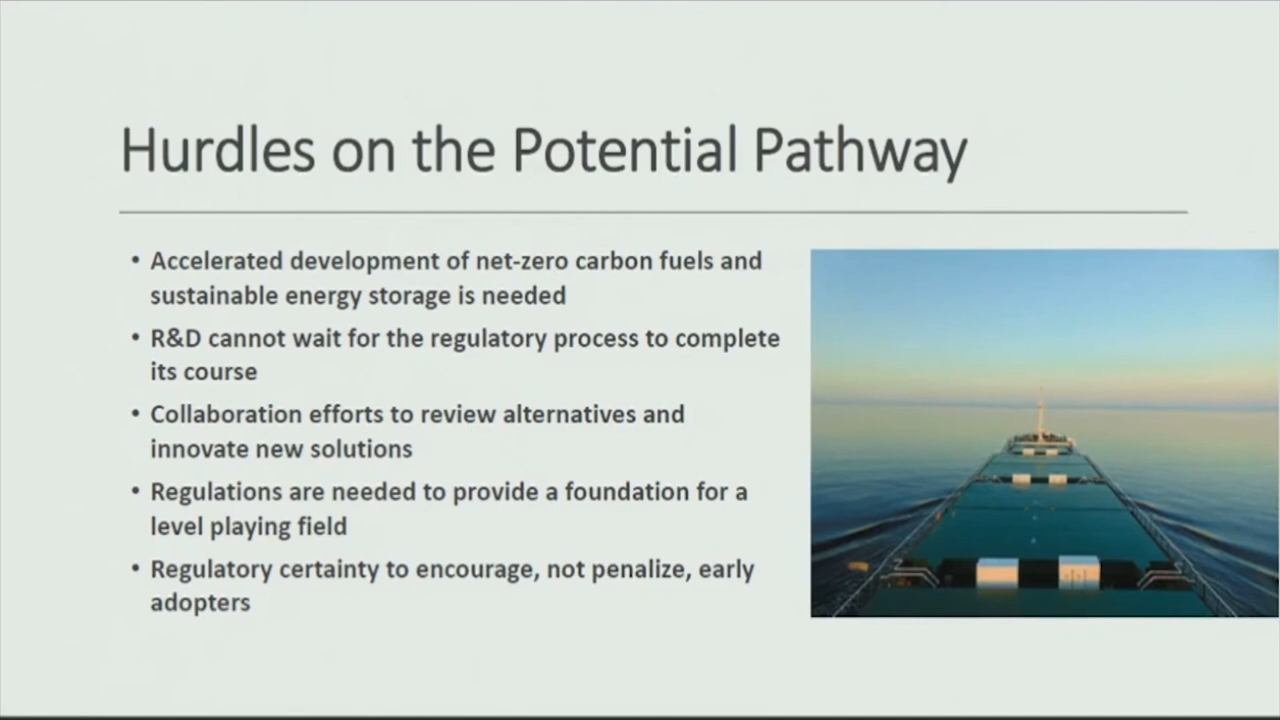 Hurdles on the Potential Pathway
• Accelerated development of net-zero carbon fuels and
sustainable energy storage is needed
• R&D cannot wait for the regulatory process to complete
its course
• Collaboration efforts to review alternatives and
innovate new solutions
• Regulations are needed to provide a foundation for a
level playing field
• Regulatory certainty to encourage, not penalize, early
adopters